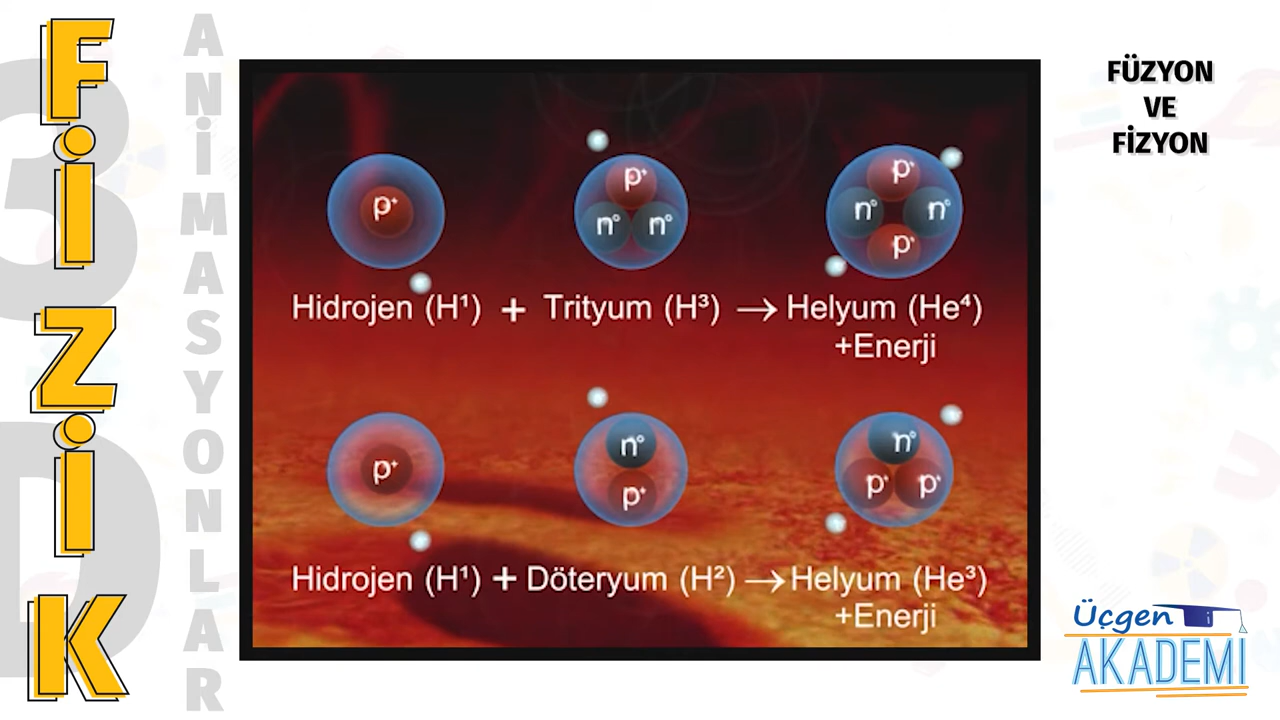 FİZİK
3D
ANİMASYONLAR
FÜZYON
VE
FİZYON
p⁺
p⁺
n⁰ n⁰
p⁺
n⁰ n⁰
p⁺
Hidrojen (H¹) + Trityum (H³) → Helyum (He⁴)
+Enerji
p⁺
n⁰
p⁺
n⁰
p⁺ p⁺
Hidrojen (H¹) + Döteryum (H²) → Helyum (He³)
+Enerji
Üçgen
AKADEMİ